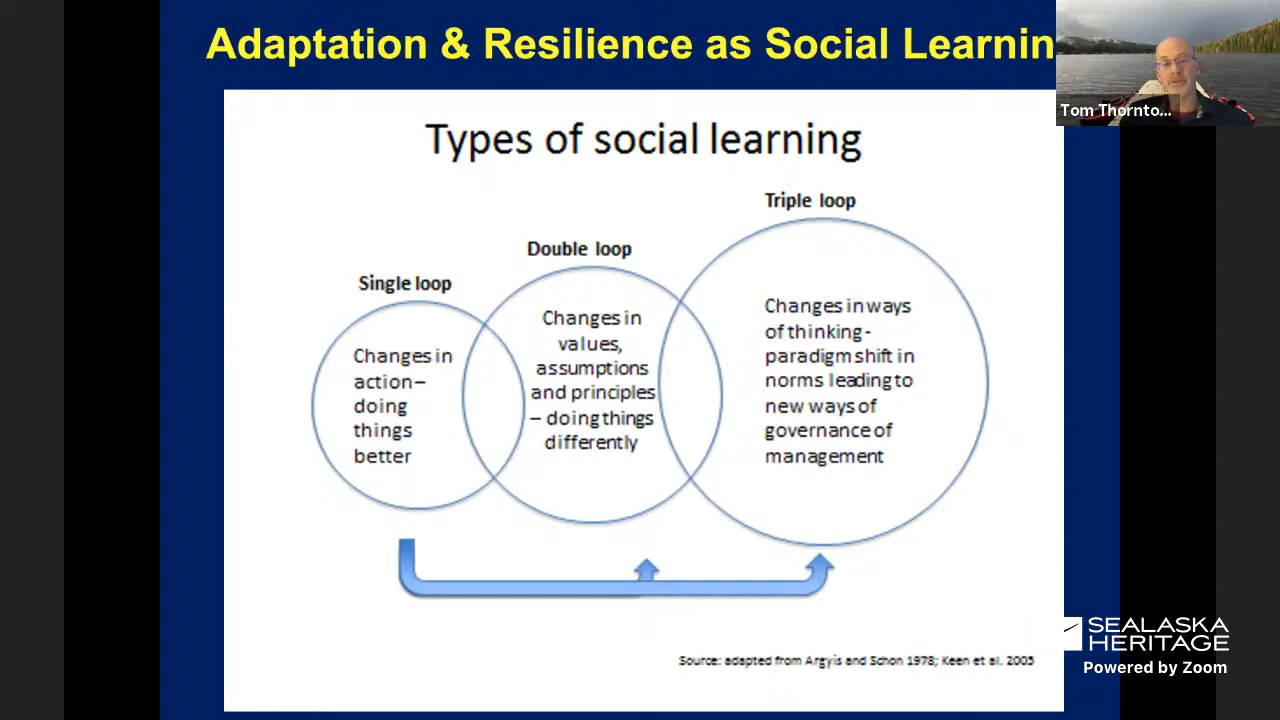 Adaptation & Resilience as Social Learnin
Tom Thornto...
Types of social learning
Triple loop
Double loop
Single loop
Changes in
action–
doing
things
better
Changes in
values,
assumptions
and principles
– doing things
differently
Changes in ways
of thinking-
paradigm shift in
norms leading to
new ways of
governance of
management
Source: adapted from Argyis and Schon 1978; Keen et al. 2005
SEALASKA
HERITAGE
Powered by Zoom